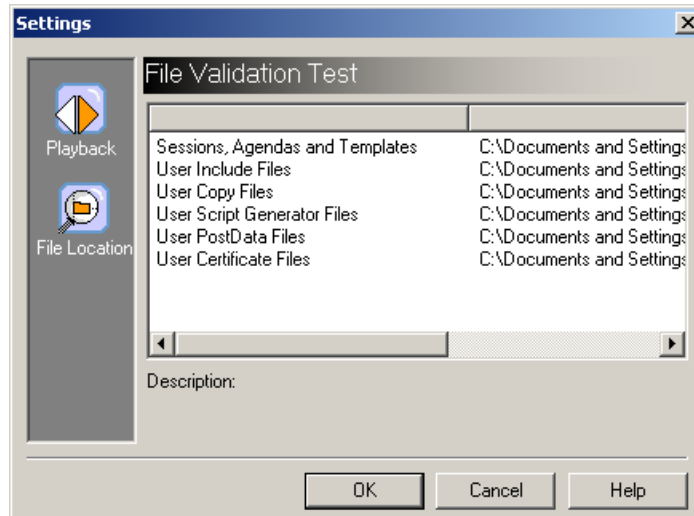 Settings
File Validation Test
Playback
File Location
Sessions, Agendas and Templates C:\Documents and Settings
User Include Files C:\Documents and Settings
User Copy Files C:\Documents and Settings
User Script Generator Files C:\Documents and Settings
User PostData Files C:\Documents and Settings
User Certificate Files C:\Documents and Settings
Description:
OK Cancel Help